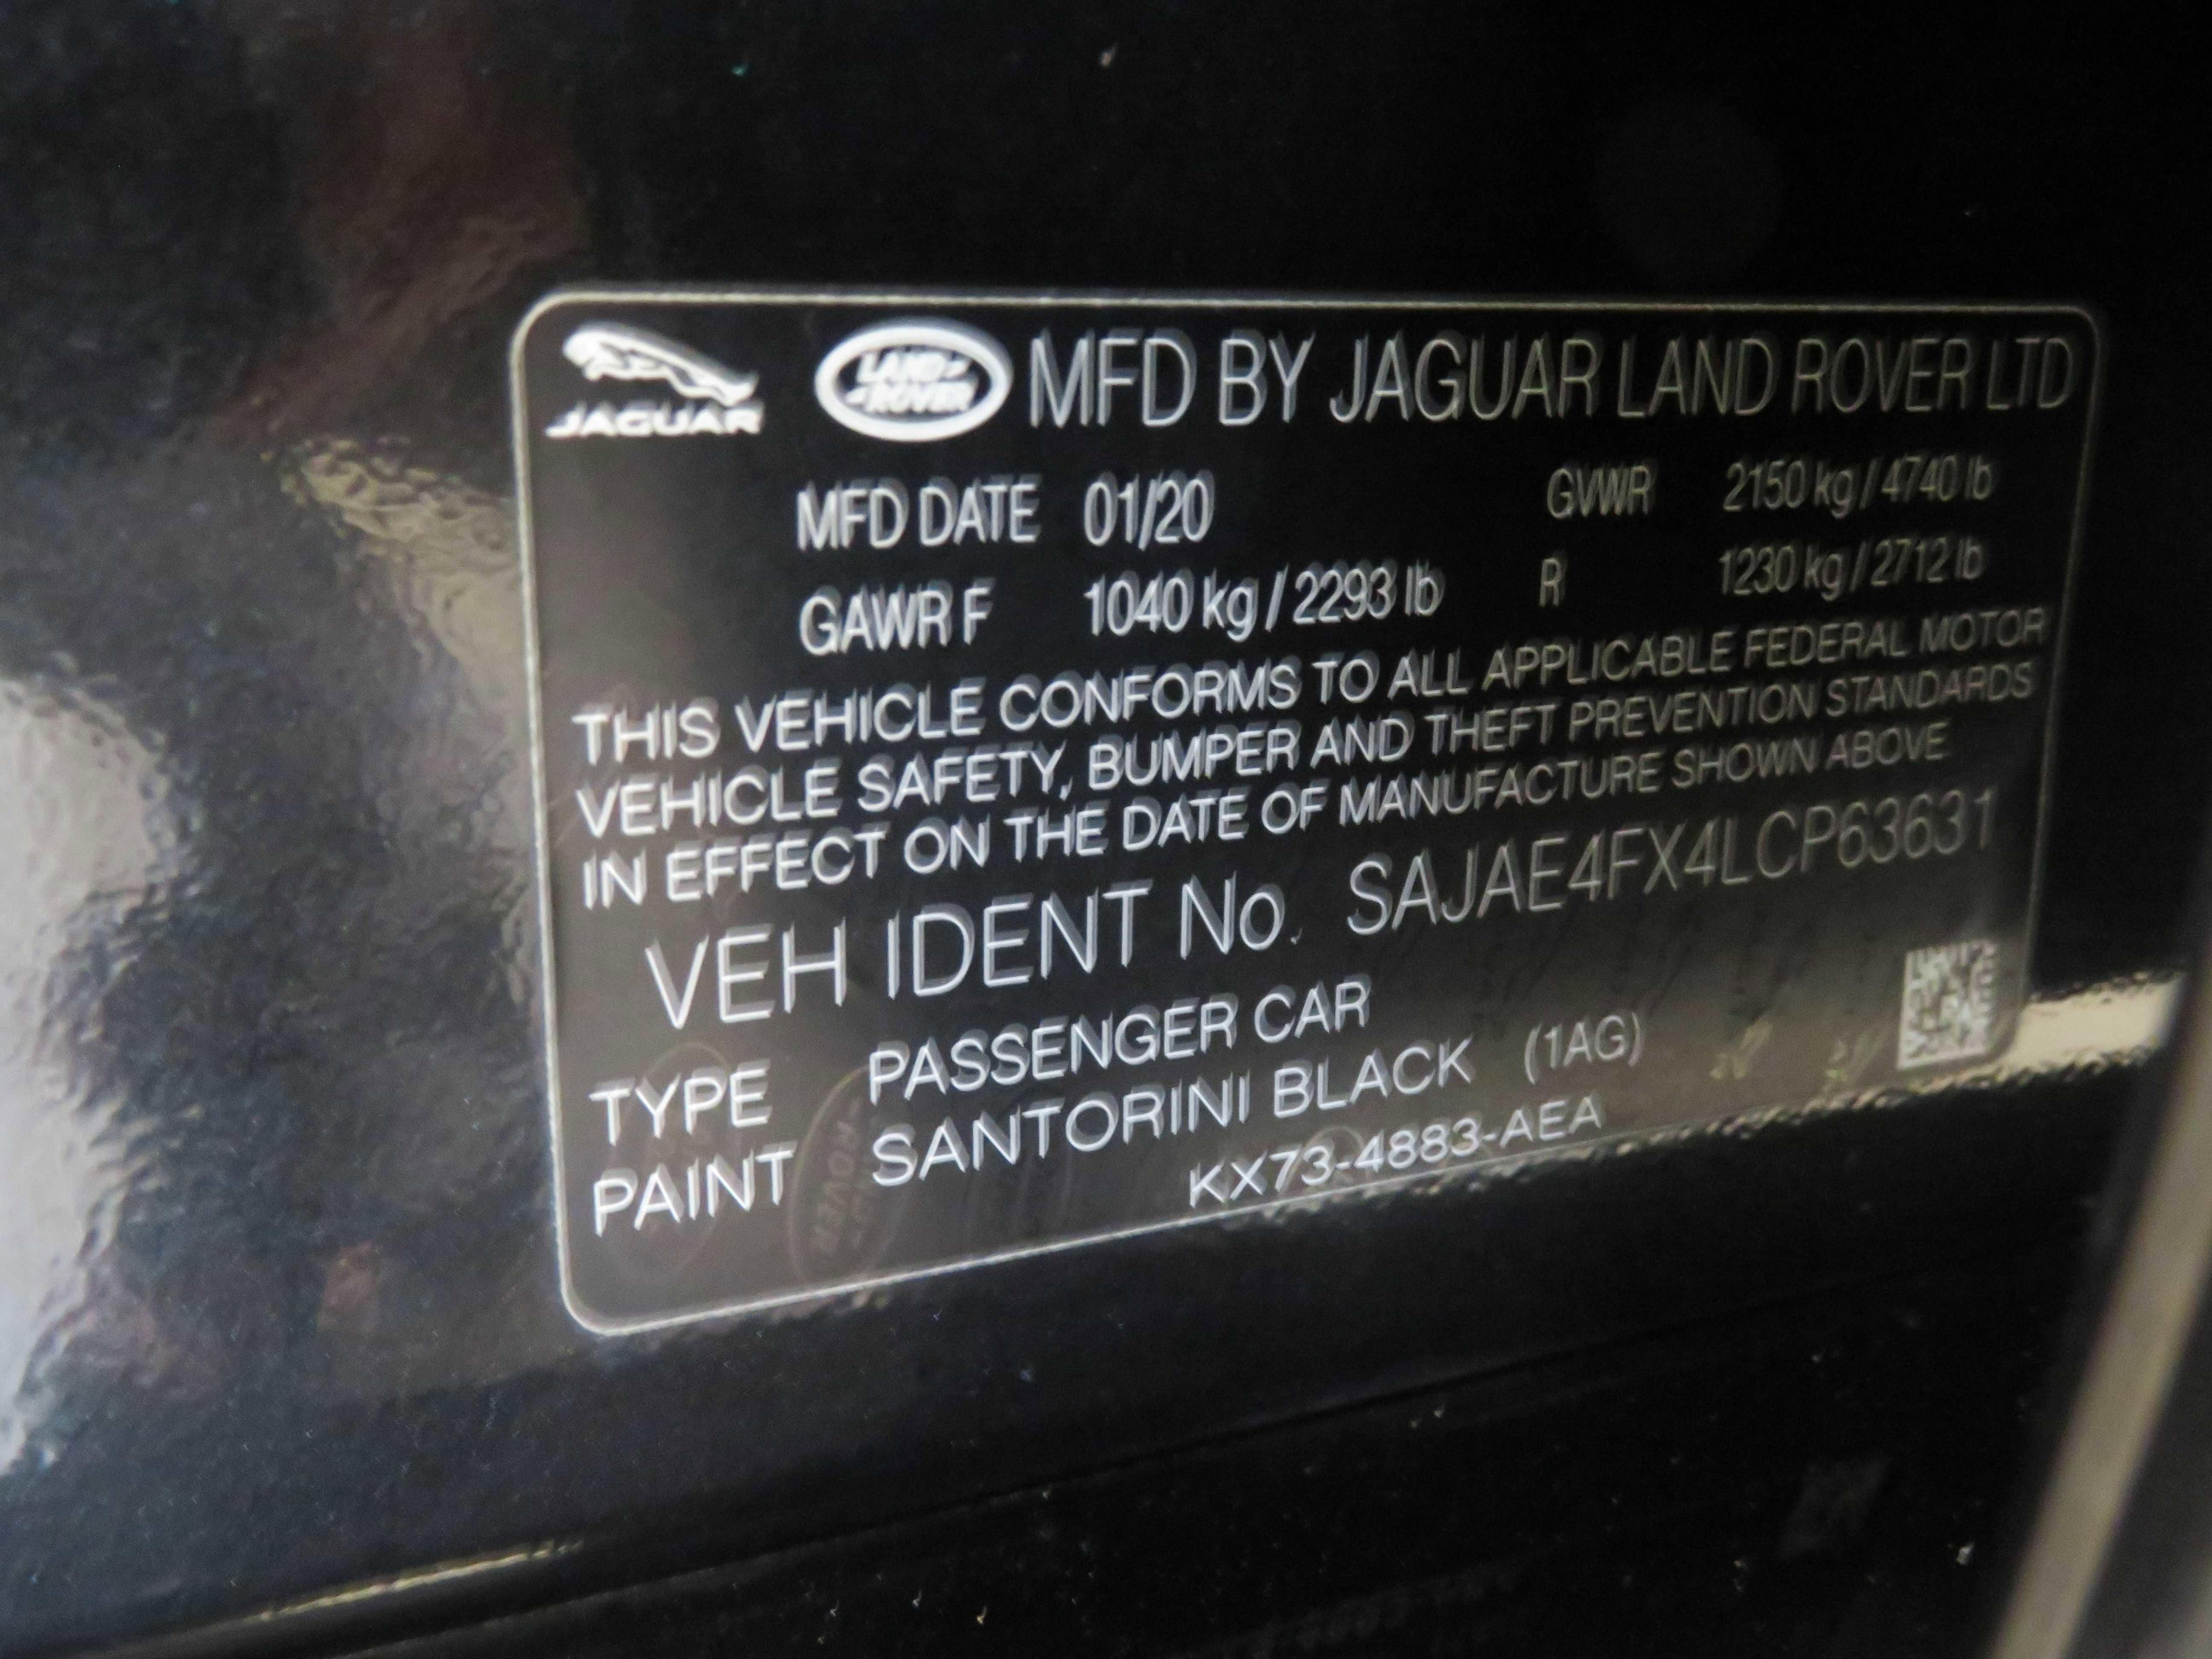 JAGUAR LAND ROVER MFD BY JAGUAR LAND ROVER LTD
MFD DATE 01/20 GVWR 2150 kg / 4740 lb
GAWR F 1040 kg / 2293 lb R 1230 kg / 2712 lb
THIS VEHICLE CONFORMS TO ALL APPLICABLE FEDERAL MOTOR
VEHICLE SAFETY, BUMPER AND THEFT PREVENTION STANDARDS
IN EFFECT ON THE DATE OF MANUFACTURE SHOWN ABOVE
VEH IDENT No. SAJAE4FX4LCP63631
TYPE PASSENGER CAR
PAINT SANTORINI BLACK (1AG)
KX73-4883-AEA